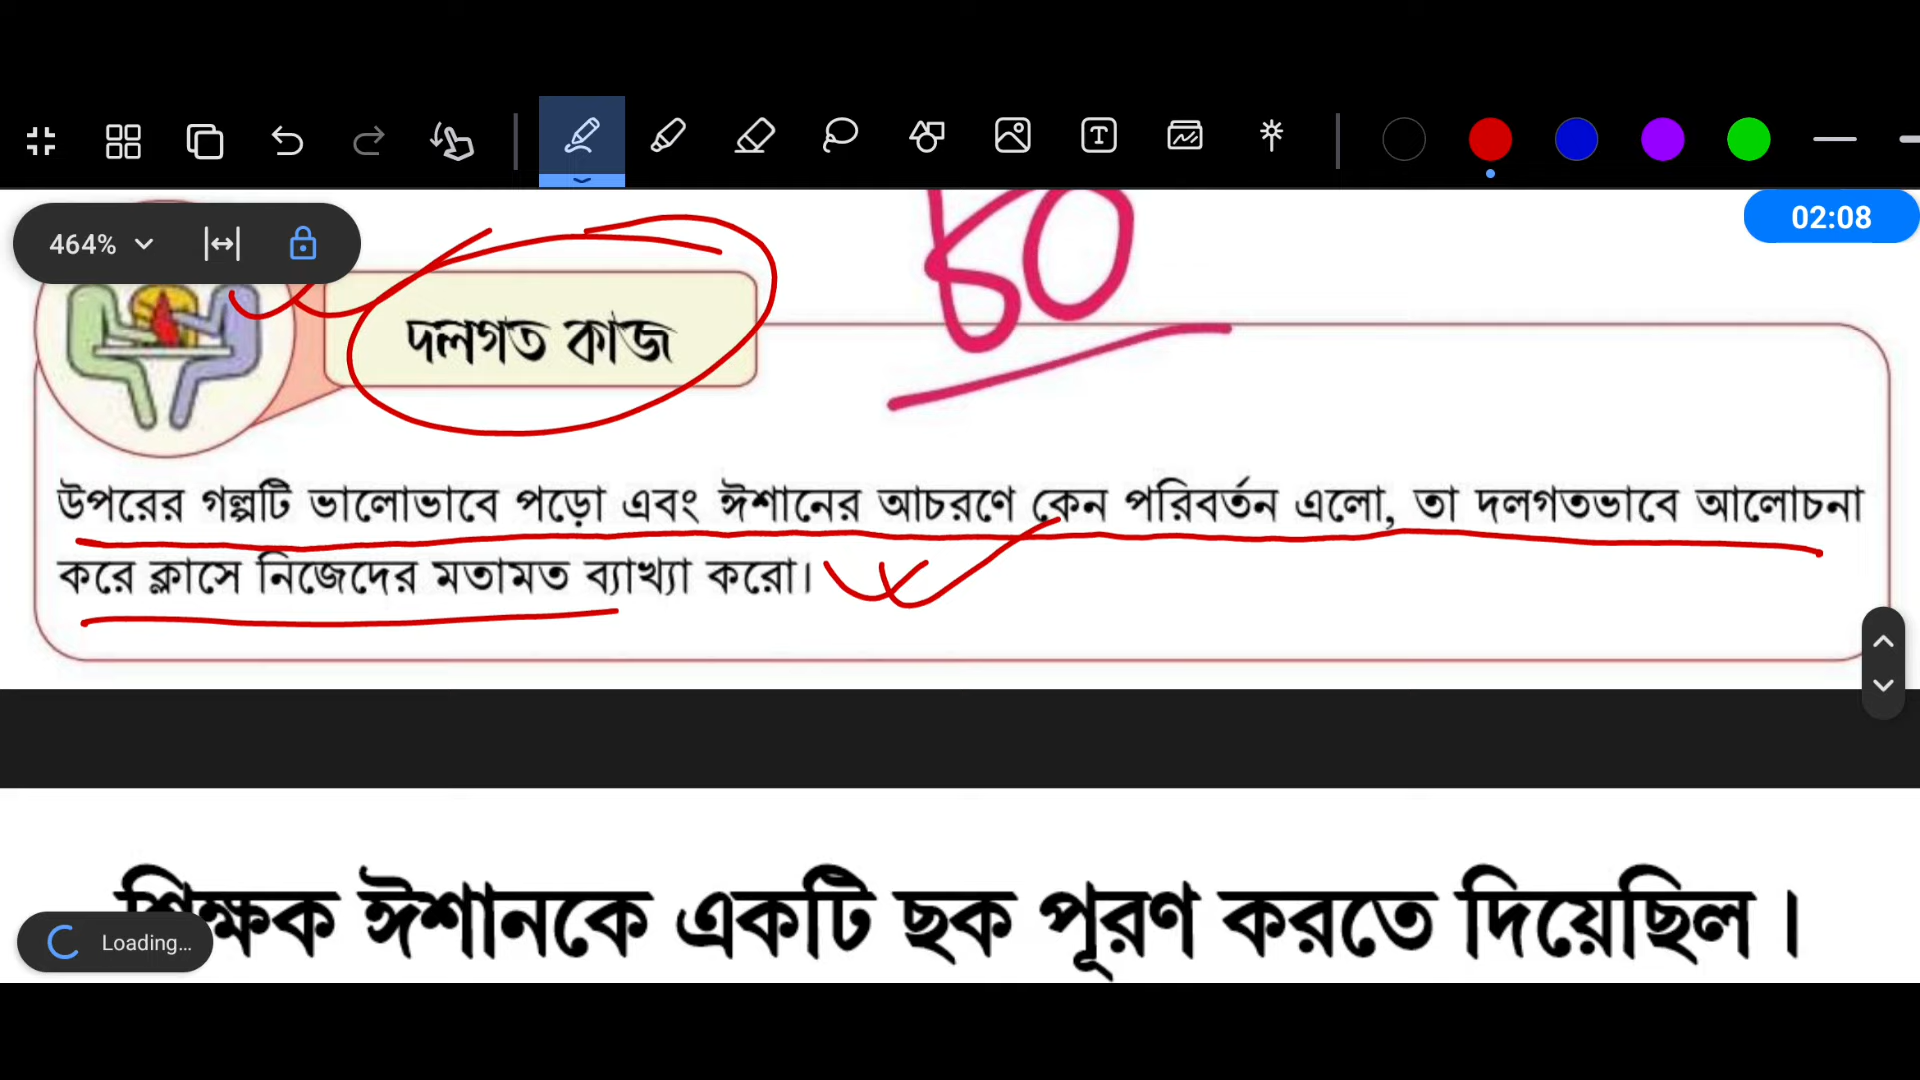 464%
02:08
৪০
দলগত কাজ
উপরের গল্পটি ভালোভাবে পড়ো এবং ঈশানের আচরণে কেন পরিবর্তন এলো, তা দলগতভাবে আলোচনা
করে ক্লাসে নিজেদের মতামত ব্যাখ্যা করো।
শিক্ষক ঈশানকে একটি ছক পূরণ করতে দিয়েছিল।
Loading...